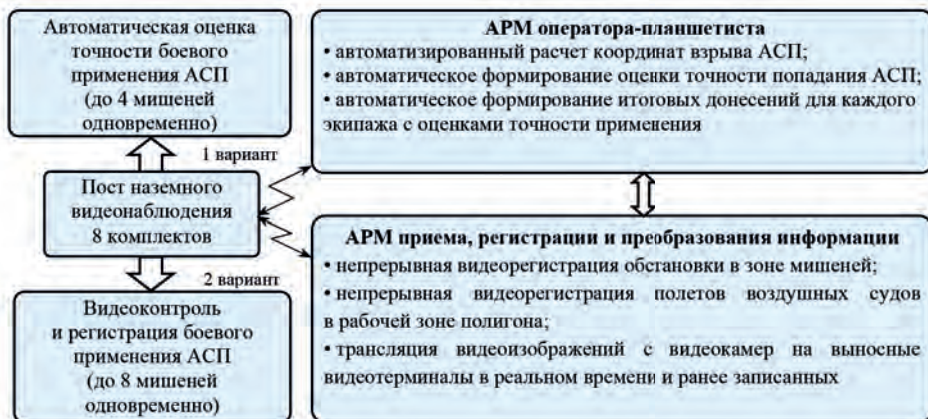 Автоматическая оценка
точности боевого
применения АСП
(до 4 мишеней
одновременно)
1 вариант
Пост наземного
видеонаблюдения
8 комплектов
2 вариант
Видеоконтроль
и регистрация боевого
применения АСП
(до 8 мишеней
одновременно)
АРМ оператора-планшетиста
• автоматизированный расчет координат взрыва АСП;
• автоматическое формирование оценки точности попадания АСП;
• автоматическое формирование итоговых донесений для каждого
экипажа с оценками точности применения
АРМ приема, регистрации и преобразования информации
• непрерывная видеорегистрация обстановки в зоне мишеней;
• непрерывная видеорегистрация полетов воздушных судов
в рабочей зоне полигона;
• трансляция видеоизображений с видеокамер на выносные
видеотерминалы в реальном времени и ранее записанных